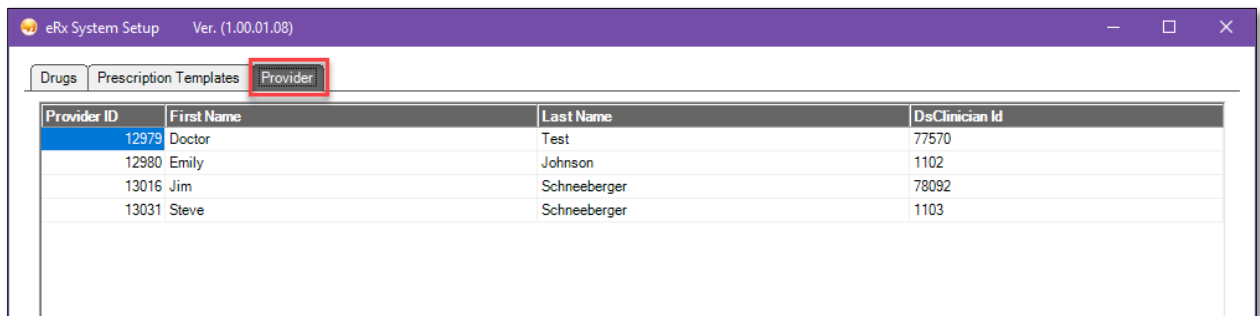 eRx System Setup Ver. (1.00.01.08)
Drugs Prescription Templates Provider
Provider ID First Name Last Name DsClinician Id
12979 Doctor Test 77570
12980 Emily Johnson 1102
13016 Jim Schneeberger 78092
13031 Steve Schneeberger 1103